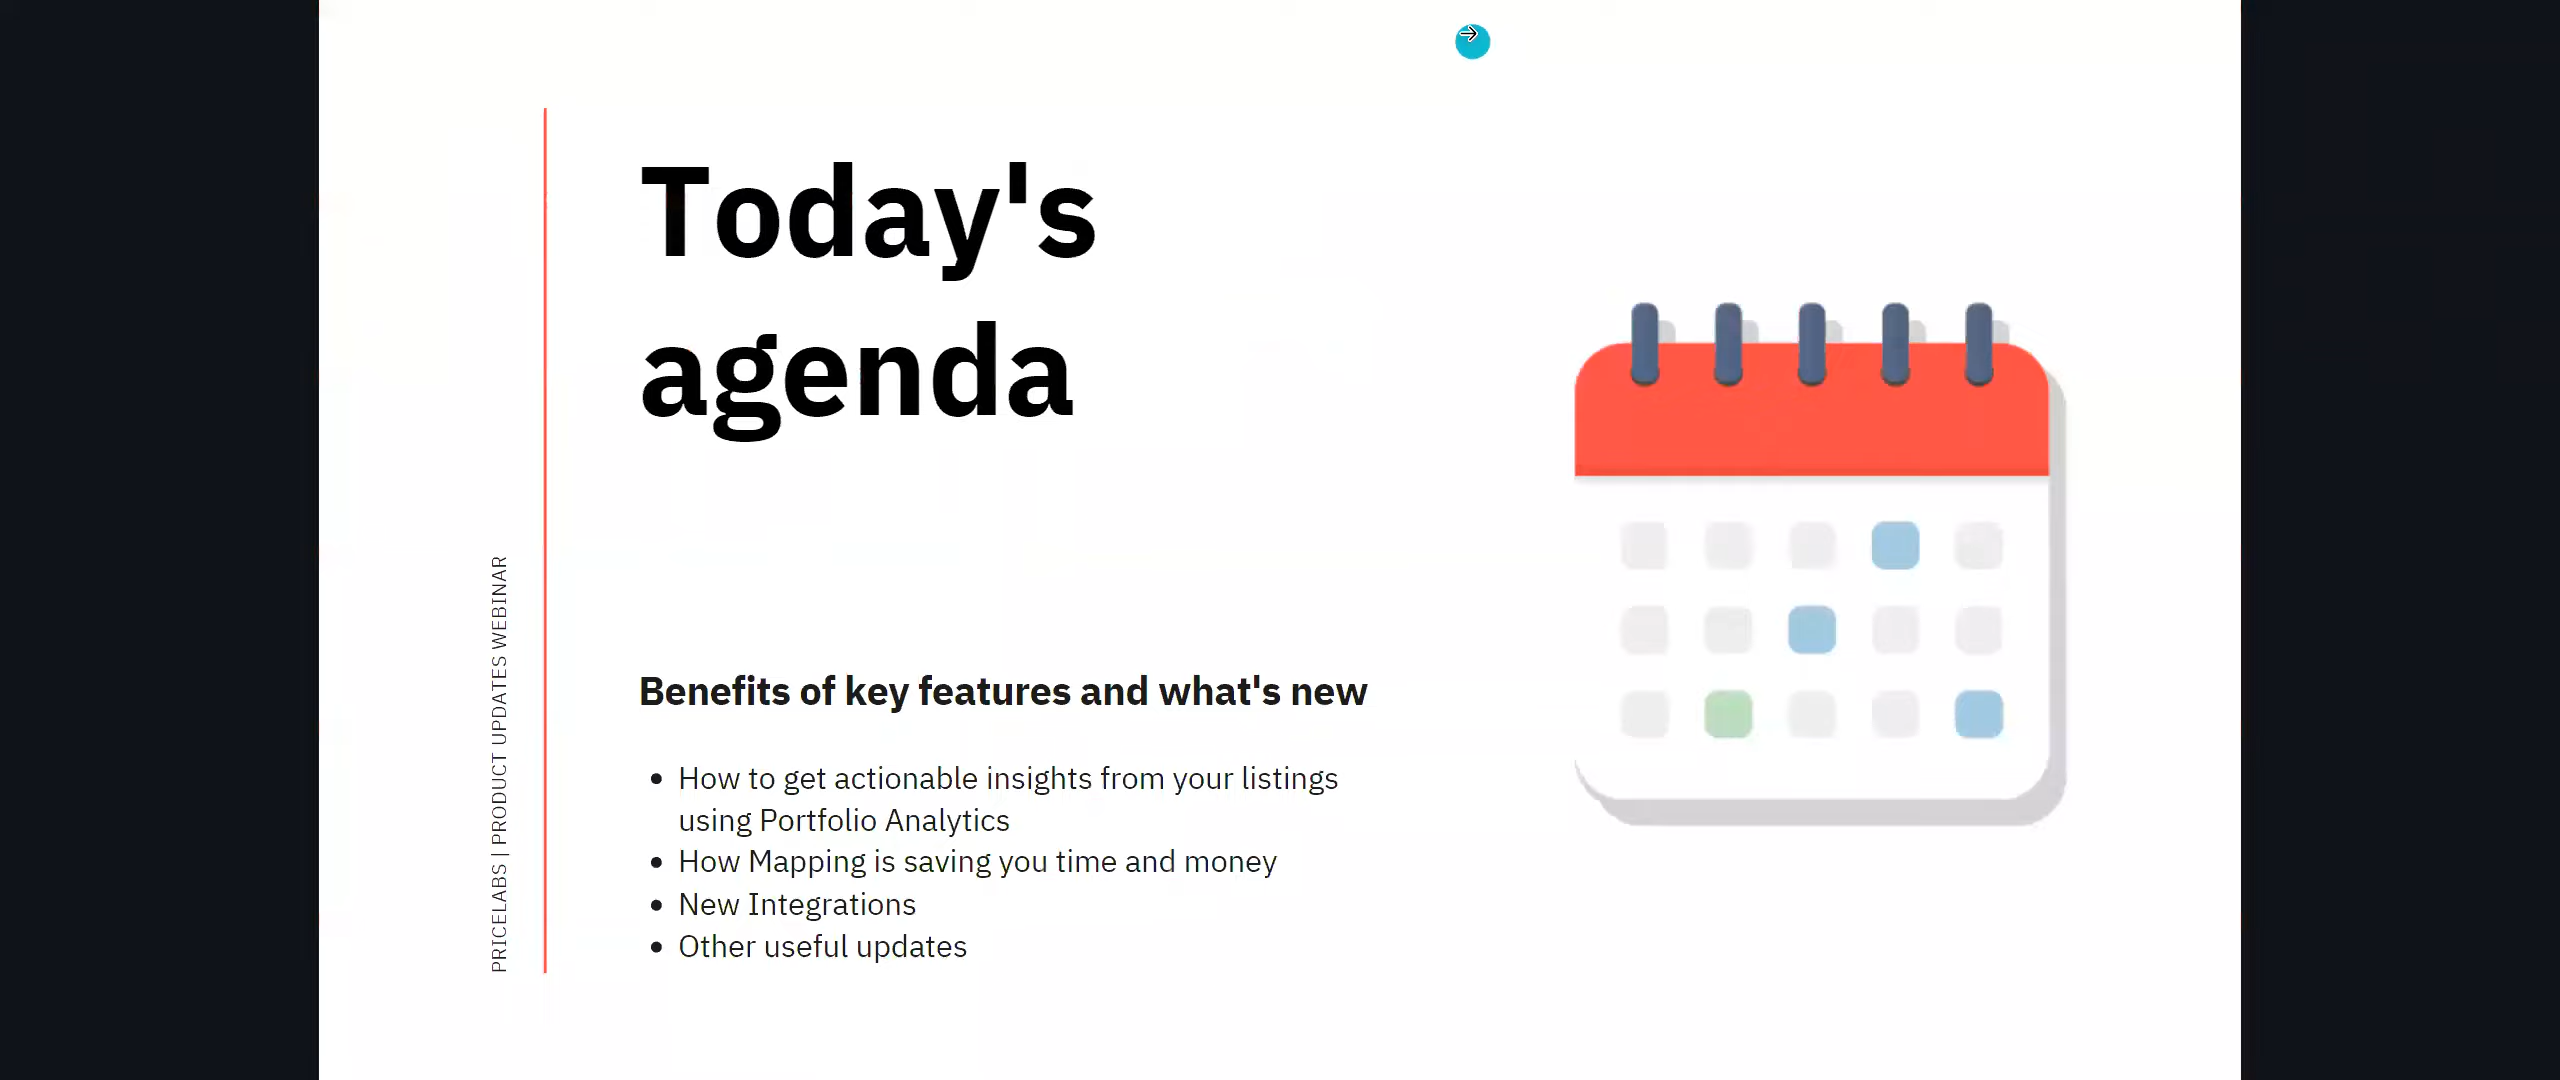 Today's
agenda
PRICELABS | PRODUCT UPDATES WEBINAR
Benefits of key features and what's new
• How to get actionable insights from your listings
using Portfolio Analytics
• How Mapping is saving you time and money
• New Integrations
• Other useful updates